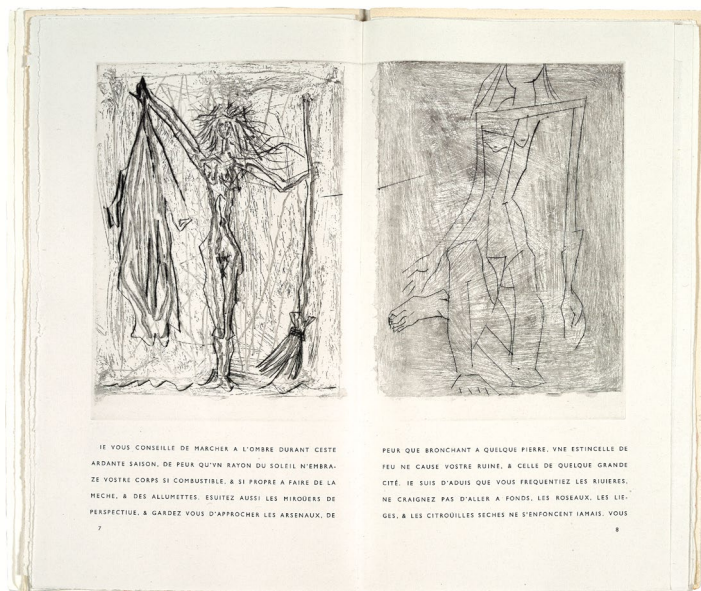 IE VOUS CONSEILLE DE MARCHER A L'OMBRE DURANT CESTE
ARDANTE SAISON, DE PEUR QU'VN RAYON DU SOLEIL N'EMBRA-
ZE VOSTRE CORPS SI COMBUSTIBLE, & SI PROPRE A FAIRE DE LA
MECHE, & DES ALLUMETTES. ESUITEZ AUSSI LES MIROÜERS DE
PERSPECTIUE, & GARDEZ VOUS D'APPROCHER LES ARSENAUX, DE
7
PEUR QUE BRONCHANT A QUELQUE PIERRE, VNE ESTINCELLE DE
FEU NE CAUSE VOSTRE RUINE, & CELLE DE QUELQUE GRANDE
CITÉ. IE SUIS D'ADUIS QUE VOUS FREQUENTIEZ LES RIUIERES,
NE CRAIGNEZ PAS D'ALLER A FONDS, LES ROSEAUX, LES LIE-
GES, & LES CITROÜILLES SECHES NE S'ENFONCENT IAMAIS. VOUS
8